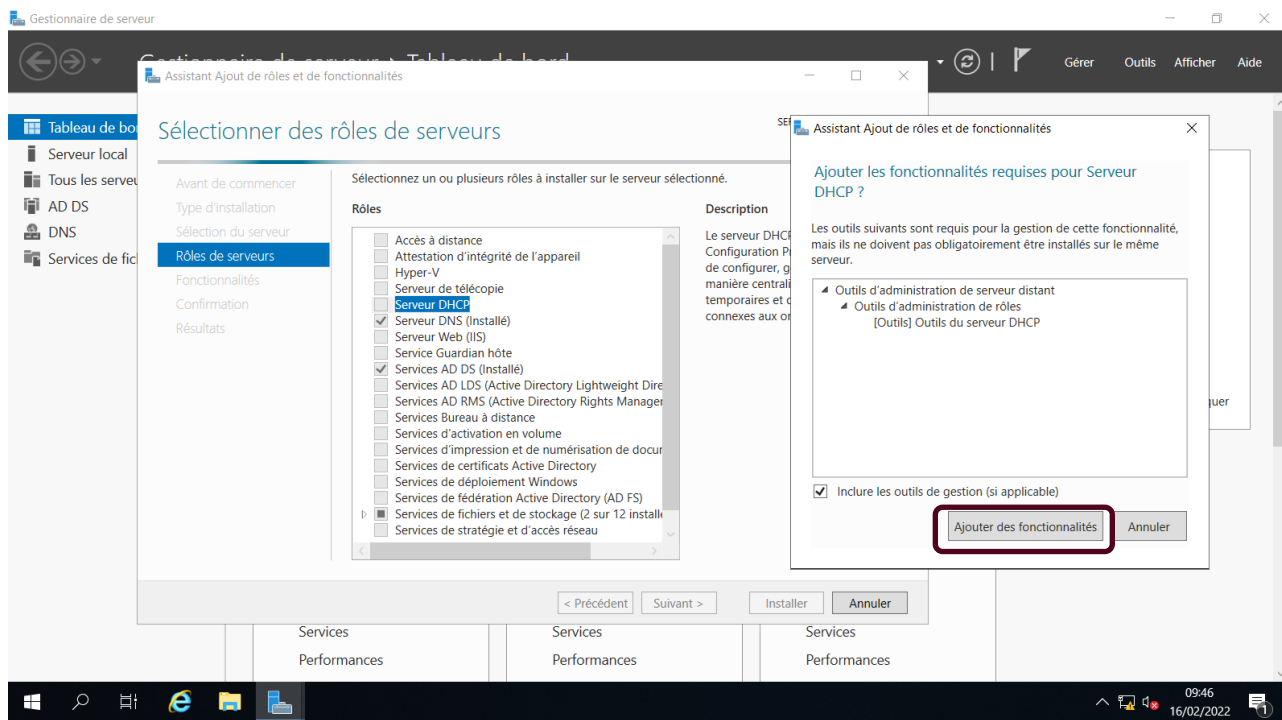 Gestionnaire de serveur
Gestionnaire de serveur ▸ Tableau de bord
Gérer
Outils
Afficher
Aide
Tableau de bo
Serveur local
Tous les serveu
AD DS
DNS
Services de fic
Assistant Ajout de rôles et de fonctionnalités
Sélectionner des rôles de serveurs
SE
Avant de commencer
Type d'installation
Sélection du serveur
Rôles de serveurs
Fonctionnalités
Confirmation
Résultats
Sélectionnez un ou plusieurs rôles à installer sur le serveur sélectionné.
Rôles
Accès à distance
Attestation d'intégrité de l'appareil
Hyper-V
Serveur de télécopie
Serveur DHCP
Serveur DNS (Installé)
Serveur Web (IIS)
Service Guardian hôte
Services AD DS (Installé)
Services AD LDS (Active Directory Lightweight Dire
Services AD RMS (Active Directory Rights Manager
Services Bureau à distance
Services d'activation en volume
Services d'impression et de numérisation de docur
Services de certificats Active Directory
Services de déploiement Windows
Services de fédération Active Directory (AD FS)
Services de fichiers et de stockage (2 sur 12 installé
Services de stratégie et d'accès réseau
Description
Le serveur DHCP
Configuration P
de configurer, g
manière centrali
temporaires et d
connexes aux or
< Précédent
Suivant >
Installer
Annuler
Assistant Ajout de rôles et de fonctionnalités
Ajouter les fonctionnalités requises pour Serveur
DHCP ?
Les outils suivants sont requis pour la gestion de cette fonctionnalité,
mais ils ne doivent pas obligatoirement être installés sur le même
serveur.
Outils d'administration de serveur distant
Outils d'administration de rôles
[Outils] Outils du serveur DHCP
Inclure les outils de gestion (si applicable)
Ajouter des fonctionnalités
Annuler
quer
Services
Services
Services
Performances
Performances
Performances
09:46
16/02/2022
1